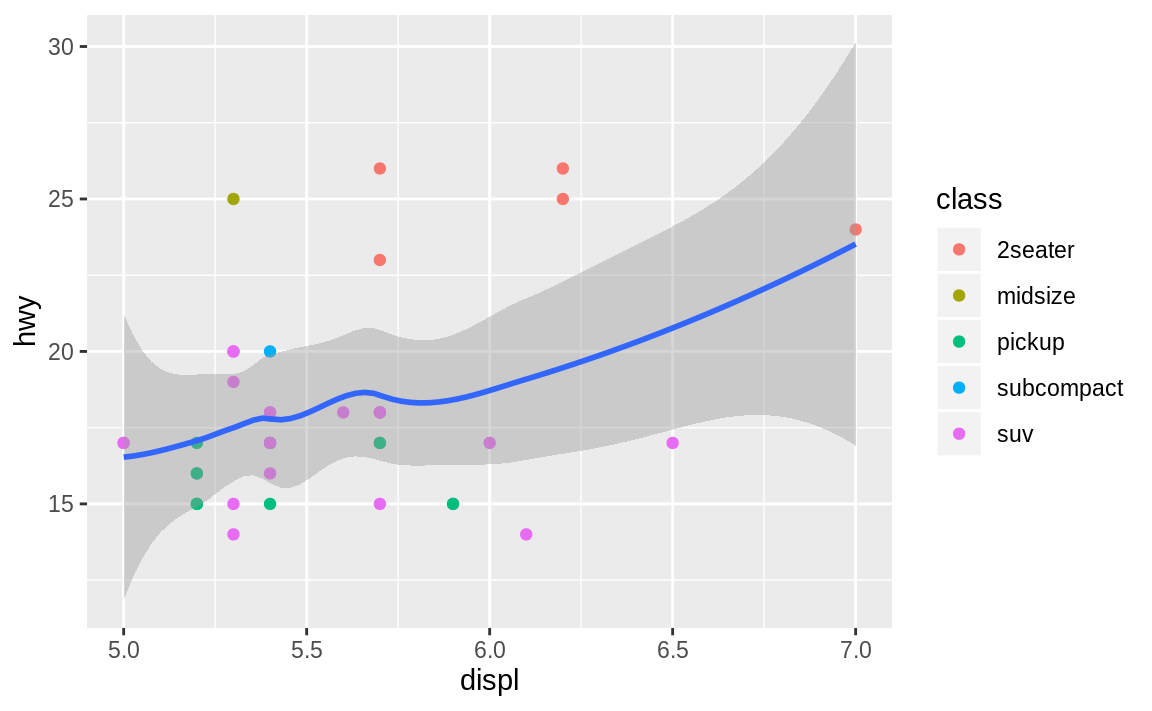 30
25
20
15
hwy
5.0 5.5 6.0 6.5 7.0
displ
class
2seater
midsize
pickup
subcompact
suv